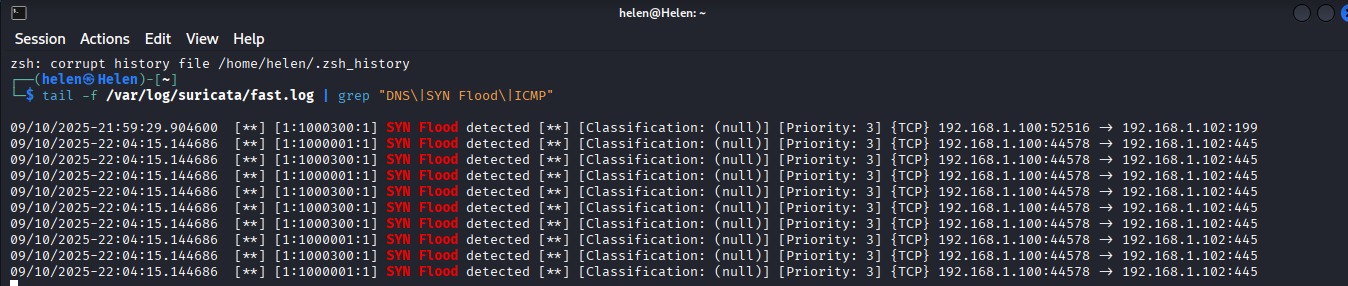 helen@Helen: ~
Session Actions Edit View Help
zsh: corrupt history file /home/helen/.zsh_history
┌──(helen㉿Helen)-[~]
└─$ tail -f /var/log/suricata/fast.log | grep "DNS\|SYN Flood\|ICMP"
09/10/2025-21:59:29.904600  [**] [1:1000300:1] SYN Flood detected [**] [Classification: (null)] [Priority: 3] {TCP} 192.168.1.100:52516 -> 192.168.1.102:199
09/10/2025-22:04:15.144686  [**] [1:1000001:1] SYN Flood detected [**] [Classification: (null)] [Priority: 3] {TCP} 192.168.1.100:44578 -> 192.168.1.102:445
09/10/2025-22:04:15.144686  [**] [1:1000300:1] SYN Flood detected [**] [Classification: (null)] [Priority: 3] {TCP} 192.168.1.100:44578 -> 192.168.1.102:445
09/10/2025-22:04:15.144686  [**] [1:1000001:1] SYN Flood detected [**] [Classification: (null)] [Priority: 3] {TCP} 192.168.1.100:44578 -> 192.168.1.102:445
09/10/2025-22:04:15.144686  [**] [1:1000300:1] SYN Flood detected [**] [Classification: (null)] [Priority: 3] {TCP} 192.168.1.100:44578 -> 192.168.1.102:445
09/10/2025-22:04:15.144686  [**] [1:1000300:1] SYN Flood detected [**] [Classification: (null)] [Priority: 3] {TCP} 192.168.1.100:44578 -> 192.168.1.102:445
09/10/2025-22:04:15.144686  [**] [1:1000300:1] SYN Flood detected [**] [Classification: (null)] [Priority: 3] {TCP} 192.168.1.100:44578 -> 192.168.1.102:445
09/10/2025-22:04:15.144686  [**] [1:1000001:1] SYN Flood detected [**] [Classification: (null)] [Priority: 3] {TCP} 192.168.1.100:44578 -> 192.168.1.102:445
09/10/2025-22:04:15.144686  [**] [1:1000300:1] SYN Flood detected [**] [Classification: (null)] [Priority: 3] {TCP} 192.168.1.100:44578 -> 192.168.1.102:445
09/10/2025-22:04:15.144686  [**] [1:1000001:1] SYN Flood detected [**] [Classification: (null)] [Priority: 3] {TCP} 192.168.1.100:44578 -> 192.168.1.102:445